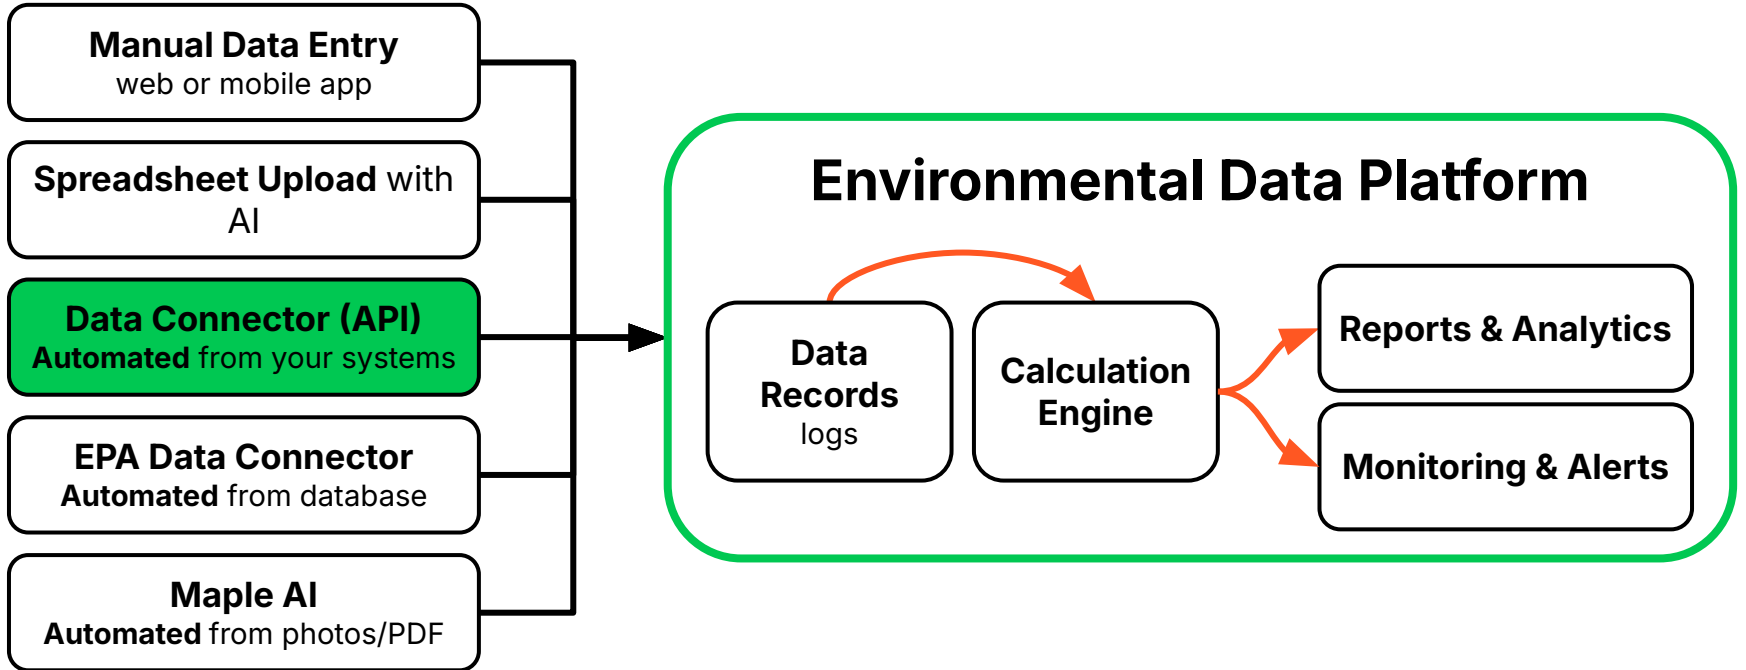 Manual Data Entry
web or mobile app
Spreadsheet Upload with
AI
Data Connector (API)
Automated from your systems
EPA Data Connector
Automated from database
Maple AI
Automated from photos/PDF
Environmental Data Platform
Data
Records
logs
Calculation
Engine
Reports & Analytics
Monitoring & Alerts